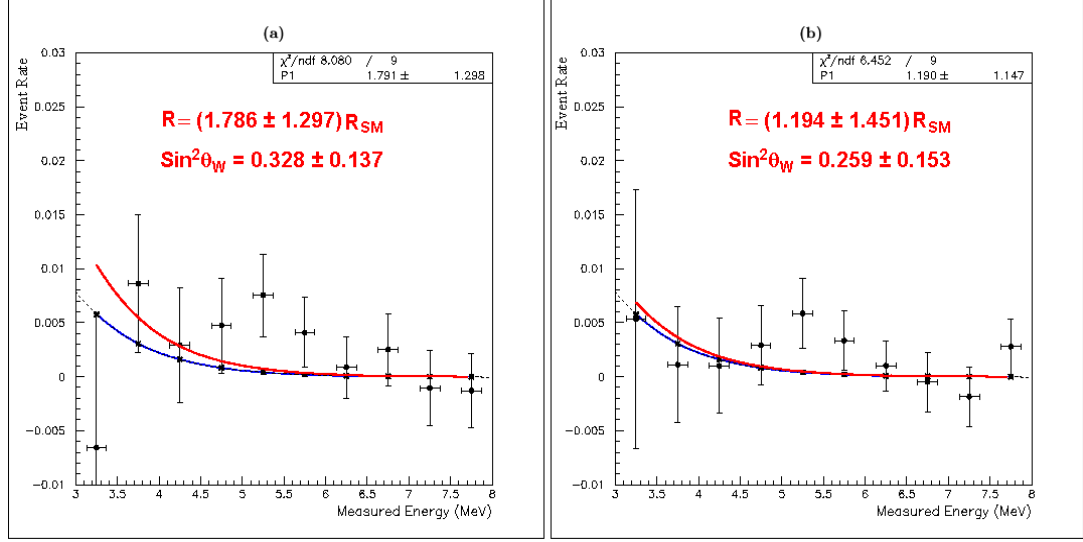 (a)
χ²/ndf 8.080 / 9
P1 1.791 ± 1.298
R= (1.786 ± 1.297) R_SM
Sin²θ_W = 0.328 ± 0.137
Event Rate
0.03
0.025
0.02
0.015
0.01
0.005
0
−0.005
−0.01
3 3.5 4 4.5 5 5.5 6 6.5 7 7.5 8
Measured Energy (MeV)
(b)
χ²/ndf 6.452 / 9
P1 1.190 ± 1.147
R= (1.194 ± 1.451) R_SM
Sin²θ_W = 0.259 ± 0.153
Event Rate
0.03
0.025
0.02
0.015
0.01
0.005
0
−0.005
−0.01
3 3.5 4 4.5 5 5.5 6 6.5 7 7.5 8
Measured Energy (MeV)